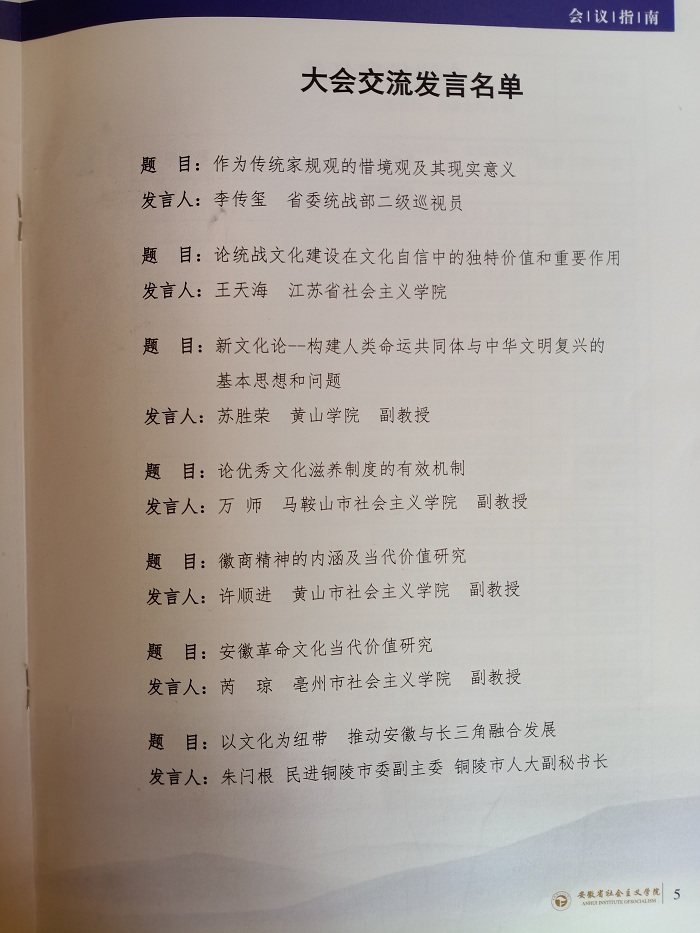 会|议|指|南
大会交流发言名单
题 目：作为传统家规观的惜境观及其现实意义
发言人：李传玺 省委统战部二级巡视员
题 目：论统战文化建设在文化自信中的独特价值和重要作用
发言人：王天海 江苏省社会主义学院
题 目：新文化论--构建人类命运共同体与中华文明复兴的
基本思想和问题
发言人：苏胜荣 黄山学院 副教授
题 目：论优秀文化滋养制度的有效机制
发言人：万 师 马鞍山市社会主义学院 副教授
题 目：徽商精神的内涵及当代价值研究
发言人：许顺进 黄山市社会主义学院 副教授
题 目：安徽革命文化当代价值研究
发言人：芮 琼 亳州市社会主义学院 副教授
题 目：以文化为纽带 推动安徽与长三角融合发展
发言人：朱闩根 民进铜陵市委副主委 铜陵市人大副秘书长
安徽省社会主义学院
ANHUI INSTITUTE OFSOCIALISM
5